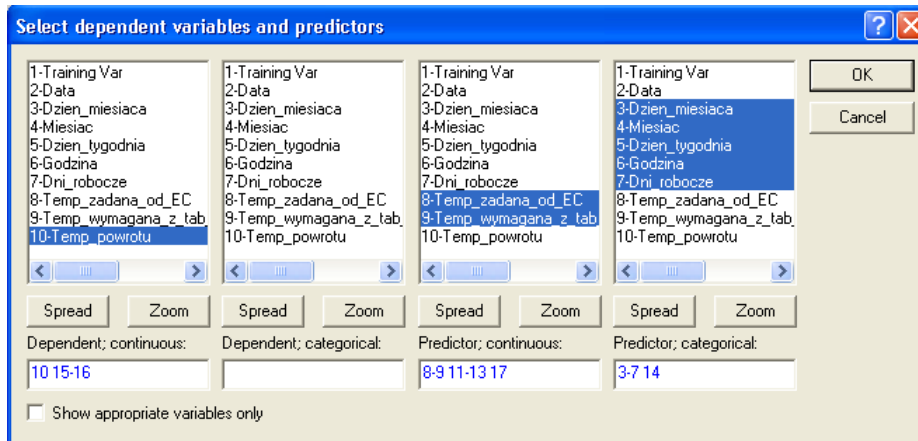 Select dependent variables and predictors
1-Training Var
2-Data
3-Dzien_miesiaca
4-Miesiac
5-Dzien_tygodnia
6-Godzina
7-Dni_robocze
8-Temp_zadana_od_EC
9-Temp_wymagana_z_tab_
10-Temp_powrotu
1-Training Var
2-Data
3-Dzien_miesiaca
4-Miesiac
5-Dzien_tygodnia
6-Godzina
7-Dni_robocze
8-Temp_zadana_od_EC
9-Temp_wymagana_z_tab_
10-Temp_powrotu
1-Training Var
2-Data
3-Dzien_miesiaca
4-Miesiac
5-Dzien_tygodnia
6-Godzina
7-Dni_robocze
8-Temp_zadana_od_EC
9-Temp_wymagana_z_tab
10-Temp_powrotu
1-Training Var
2-Data
3-Dzien_miesiaca
4-Miesiac
5-Dzien_tygodnia
6-Godzina
7-Dni_robocze
8-Temp_zadana_od_EC
9-Temp_wymagana_z_tab_
10-Temp_powrotu
OK
Cancel
Spread Zoom Spread Zoom Spread Zoom Spread Zoom
Dependent; continuous: Dependent; categorical: Predictor; continuous: Predictor; categorical:
10 15-16 8-9 11-13 17 3-7 14
Show appropriate variables only